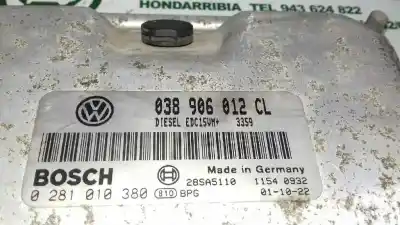 HONDARRIBIA TEL. 943 624 822
038 906 012 CL
DIESEL EDC15VM+ 3359
BOSCH
Made in Germany
28SA5110 1154 0932
0 281 010 380 81D BPG 01-10-22